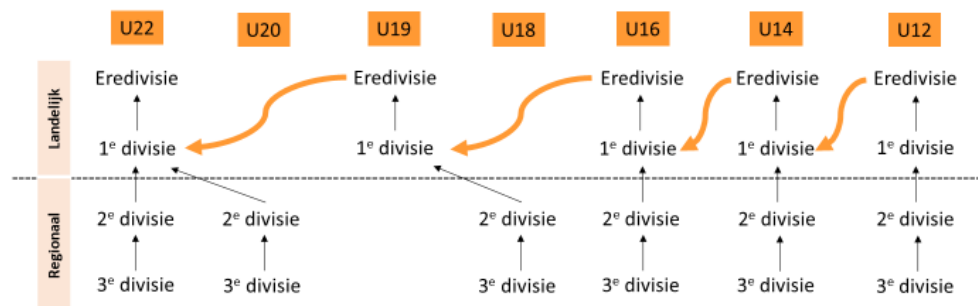 U22 U20 U19 U18 U16 U14 U12
Landelijk
Eredivisie Eredivisie Eredivisie Eredivisie Eredivisie
1e divisie 1e divisie 1e divisie 1e divisie 1e divisie
Regionaal
2e divisie 2e divisie 2e divisie 2e divisie 2e divisie 2e divisie
3e divisie 3e divisie 3e divisie 3e divisie 3e divisie 3e divisie